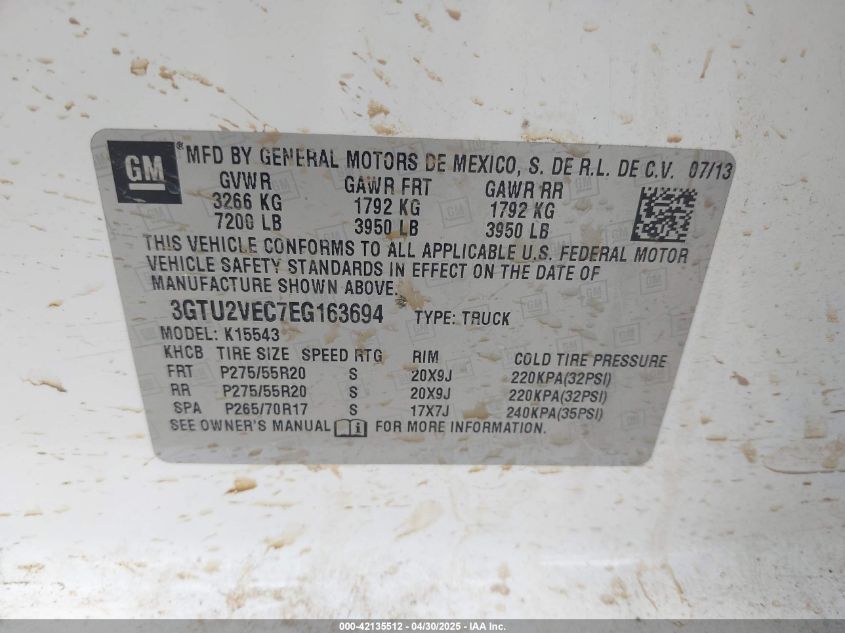 GM
® MFD BY GENERAL MOTORS DE MEXICO, S. DE R.L. DE C.V. 07/13
GVWR GAWR FRT GAWR RR
3266 KG 1792 KG 1792 KG
7200 LB 3950 LB 3950 LB
THIS VEHICLE CONFORMS TO ALL APPLICABLE U.S. FEDERAL MOTOR
VEHICLE SAFETY STANDARDS IN EFFECT ON THE DATE OF
MANUFACTURE SHOWN ABOVE.
3GTU2VEC7EG163694 TYPE: TRUCK
MODEL: K15543
KHCB TIRE SIZE SPEED RTG RIM COLD TIRE PRESSURE
FRT P275/55R20 S 20X9J 220KPA(32PSI)
RR P275/55R20 S 20X9J 220KPA(32PSI)
SPA P265/70R17 S 17X7J 240KPA(35PSI)
SEE OWNER'S MANUAL i FOR MORE INFORMATION.
000-42135512 - 04/30/2025 - IAA Inc.